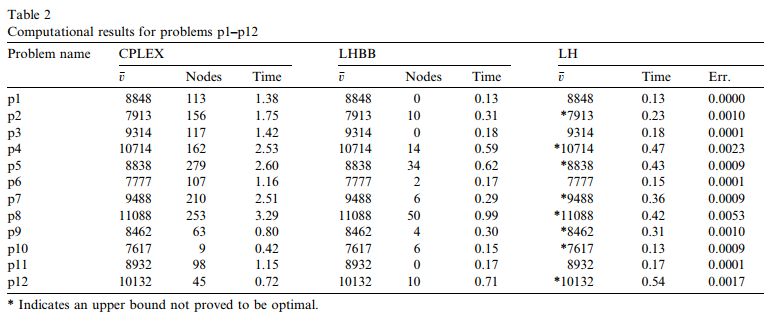 Table 2
Computational results for problems p1–p12
Problem name CPLEX LHBB LH
v̄ Nodes Time v̄ Nodes Time v̄ Time Err.
p1 8848 113 1.38 8848 0 0.13 8848 0.13 0.0000
p2 7913 156 1.75 7913 10 0.31 *7913 0.23 0.0010
p3 9314 117 1.42 9314 0 0.18 9314 0.18 0.0001
p4 10714 162 2.53 10714 14 0.59 *10714 0.47 0.0023
p5 8838 279 2.60 8838 34 0.62 *8838 0.43 0.0009
p6 7777 107 1.16 7777 2 0.17 7777 0.15 0.0001
p7 9488 210 2.51 9488 6 0.29 *9488 0.36 0.0009
p8 11088 253 3.29 11088 50 0.99 *11088 0.42 0.0053
p9 8462 63 0.80 8462 4 0.30 *8462 0.31 0.0010
p10 7617 9 0.42 7617 6 0.15 *7617 0.13 0.0009
p11 8932 98 1.15 8932 0 0.17 8932 0.17 0.0001
p12 10132 45 0.72 10132 10 0.71 *10132 0.54 0.0017
* Indicates an upper bound not proved to be optimal.